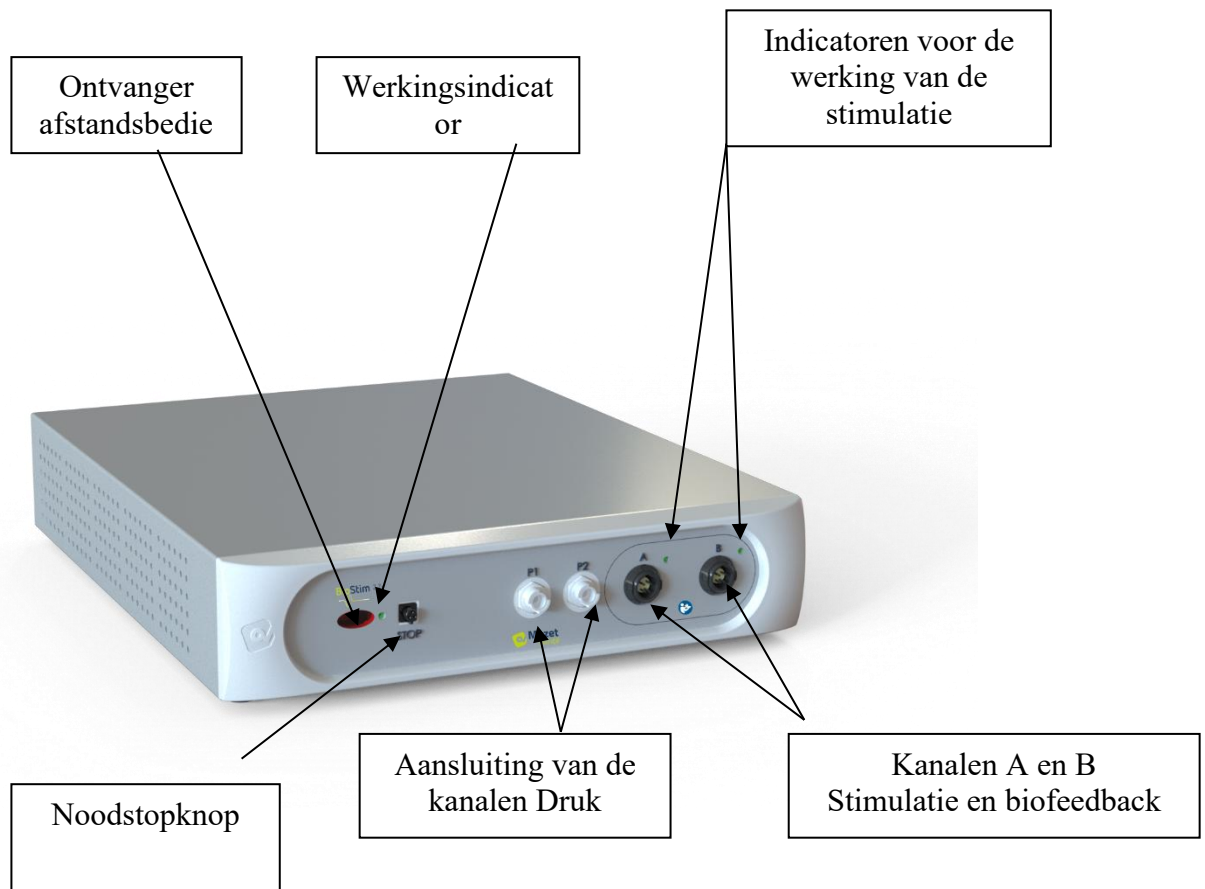 Indicatoren voor de
werking van de
stimulatie
Ontvanger
afstandsbedie
Werkingsindicat
or
Stim
STOP
P1
P2
A
B
Aansluiting van de
kanalen Druk
Kanalen A en B
Stimulatie en biofeedback
Noodstopknop